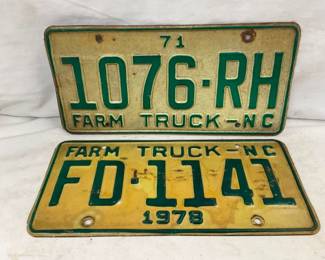 71
1076-RH
FARM TRUCK-NC
FARM TRUCK-NC
FD-1141
1978